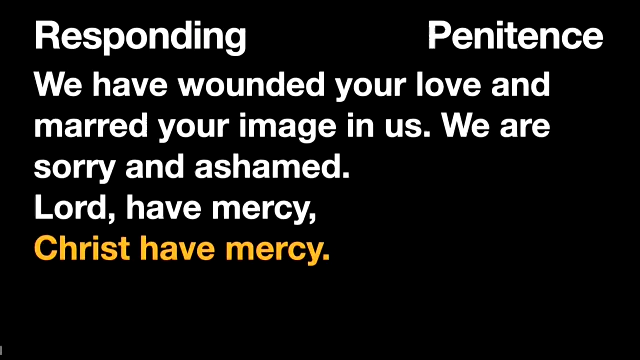 Responding Penitence
We have wounded your love and
marred your image in us. We are
sorry and ashamed.
Lord, have mercy,
Christ have mercy.